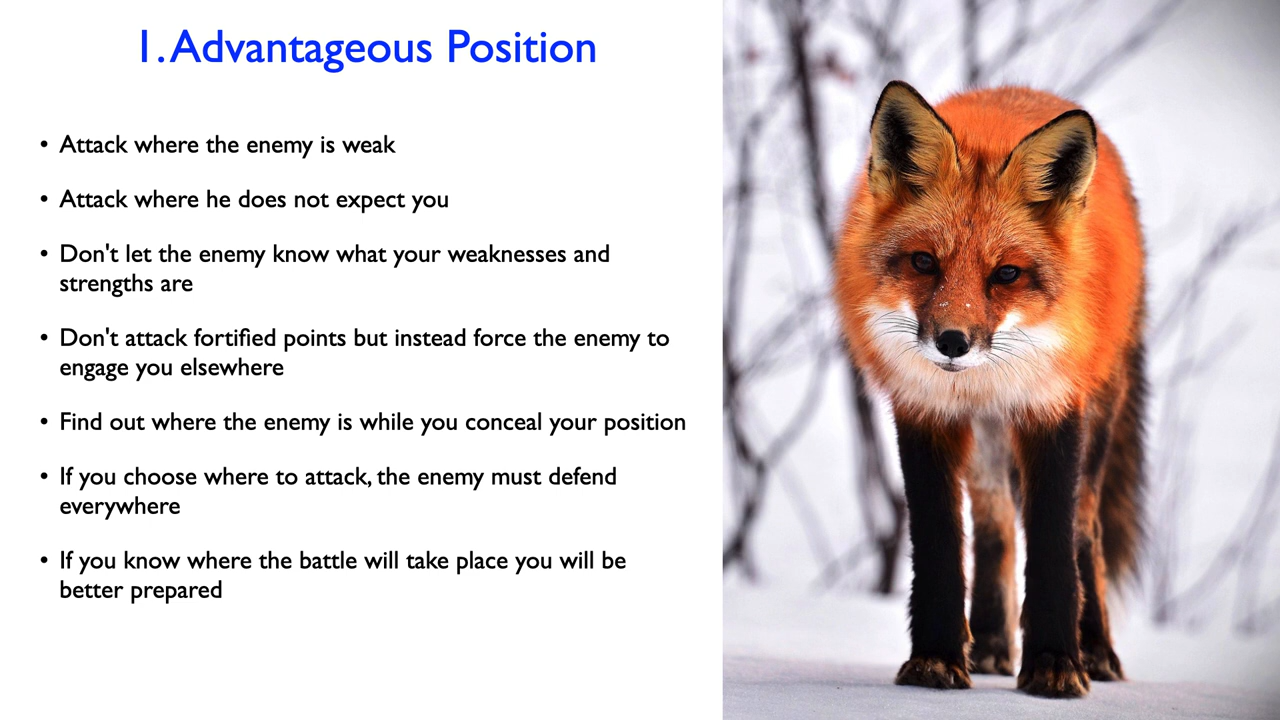 1. Advantageous Position
• Attack where the enemy is weak
• Attack where he does not expect you
• Don't let the enemy know what your weaknesses and
strengths are
• Don't attack fortified points but instead force the enemy to
engage you elsewhere
• Find out where the enemy is while you conceal your position
• If you choose where to attack, the enemy must defend
everywhere
• If you know where the battle will take place you will be
better prepared